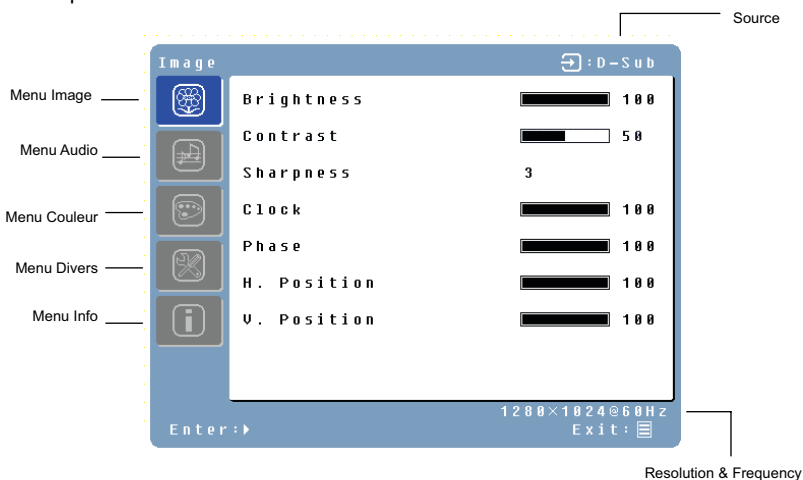 Source
Image :D-Sub
Menu Image
Brightness 100
Contrast 50
Menu Audio
Sharpness 3
Menu Couleur
Clock 100
Phase 100
Menu Divers
H. Position 100
Menu Info
V. Position 100
1280×1024@60Hz
Enter: Exit:
Resolution & Frequency